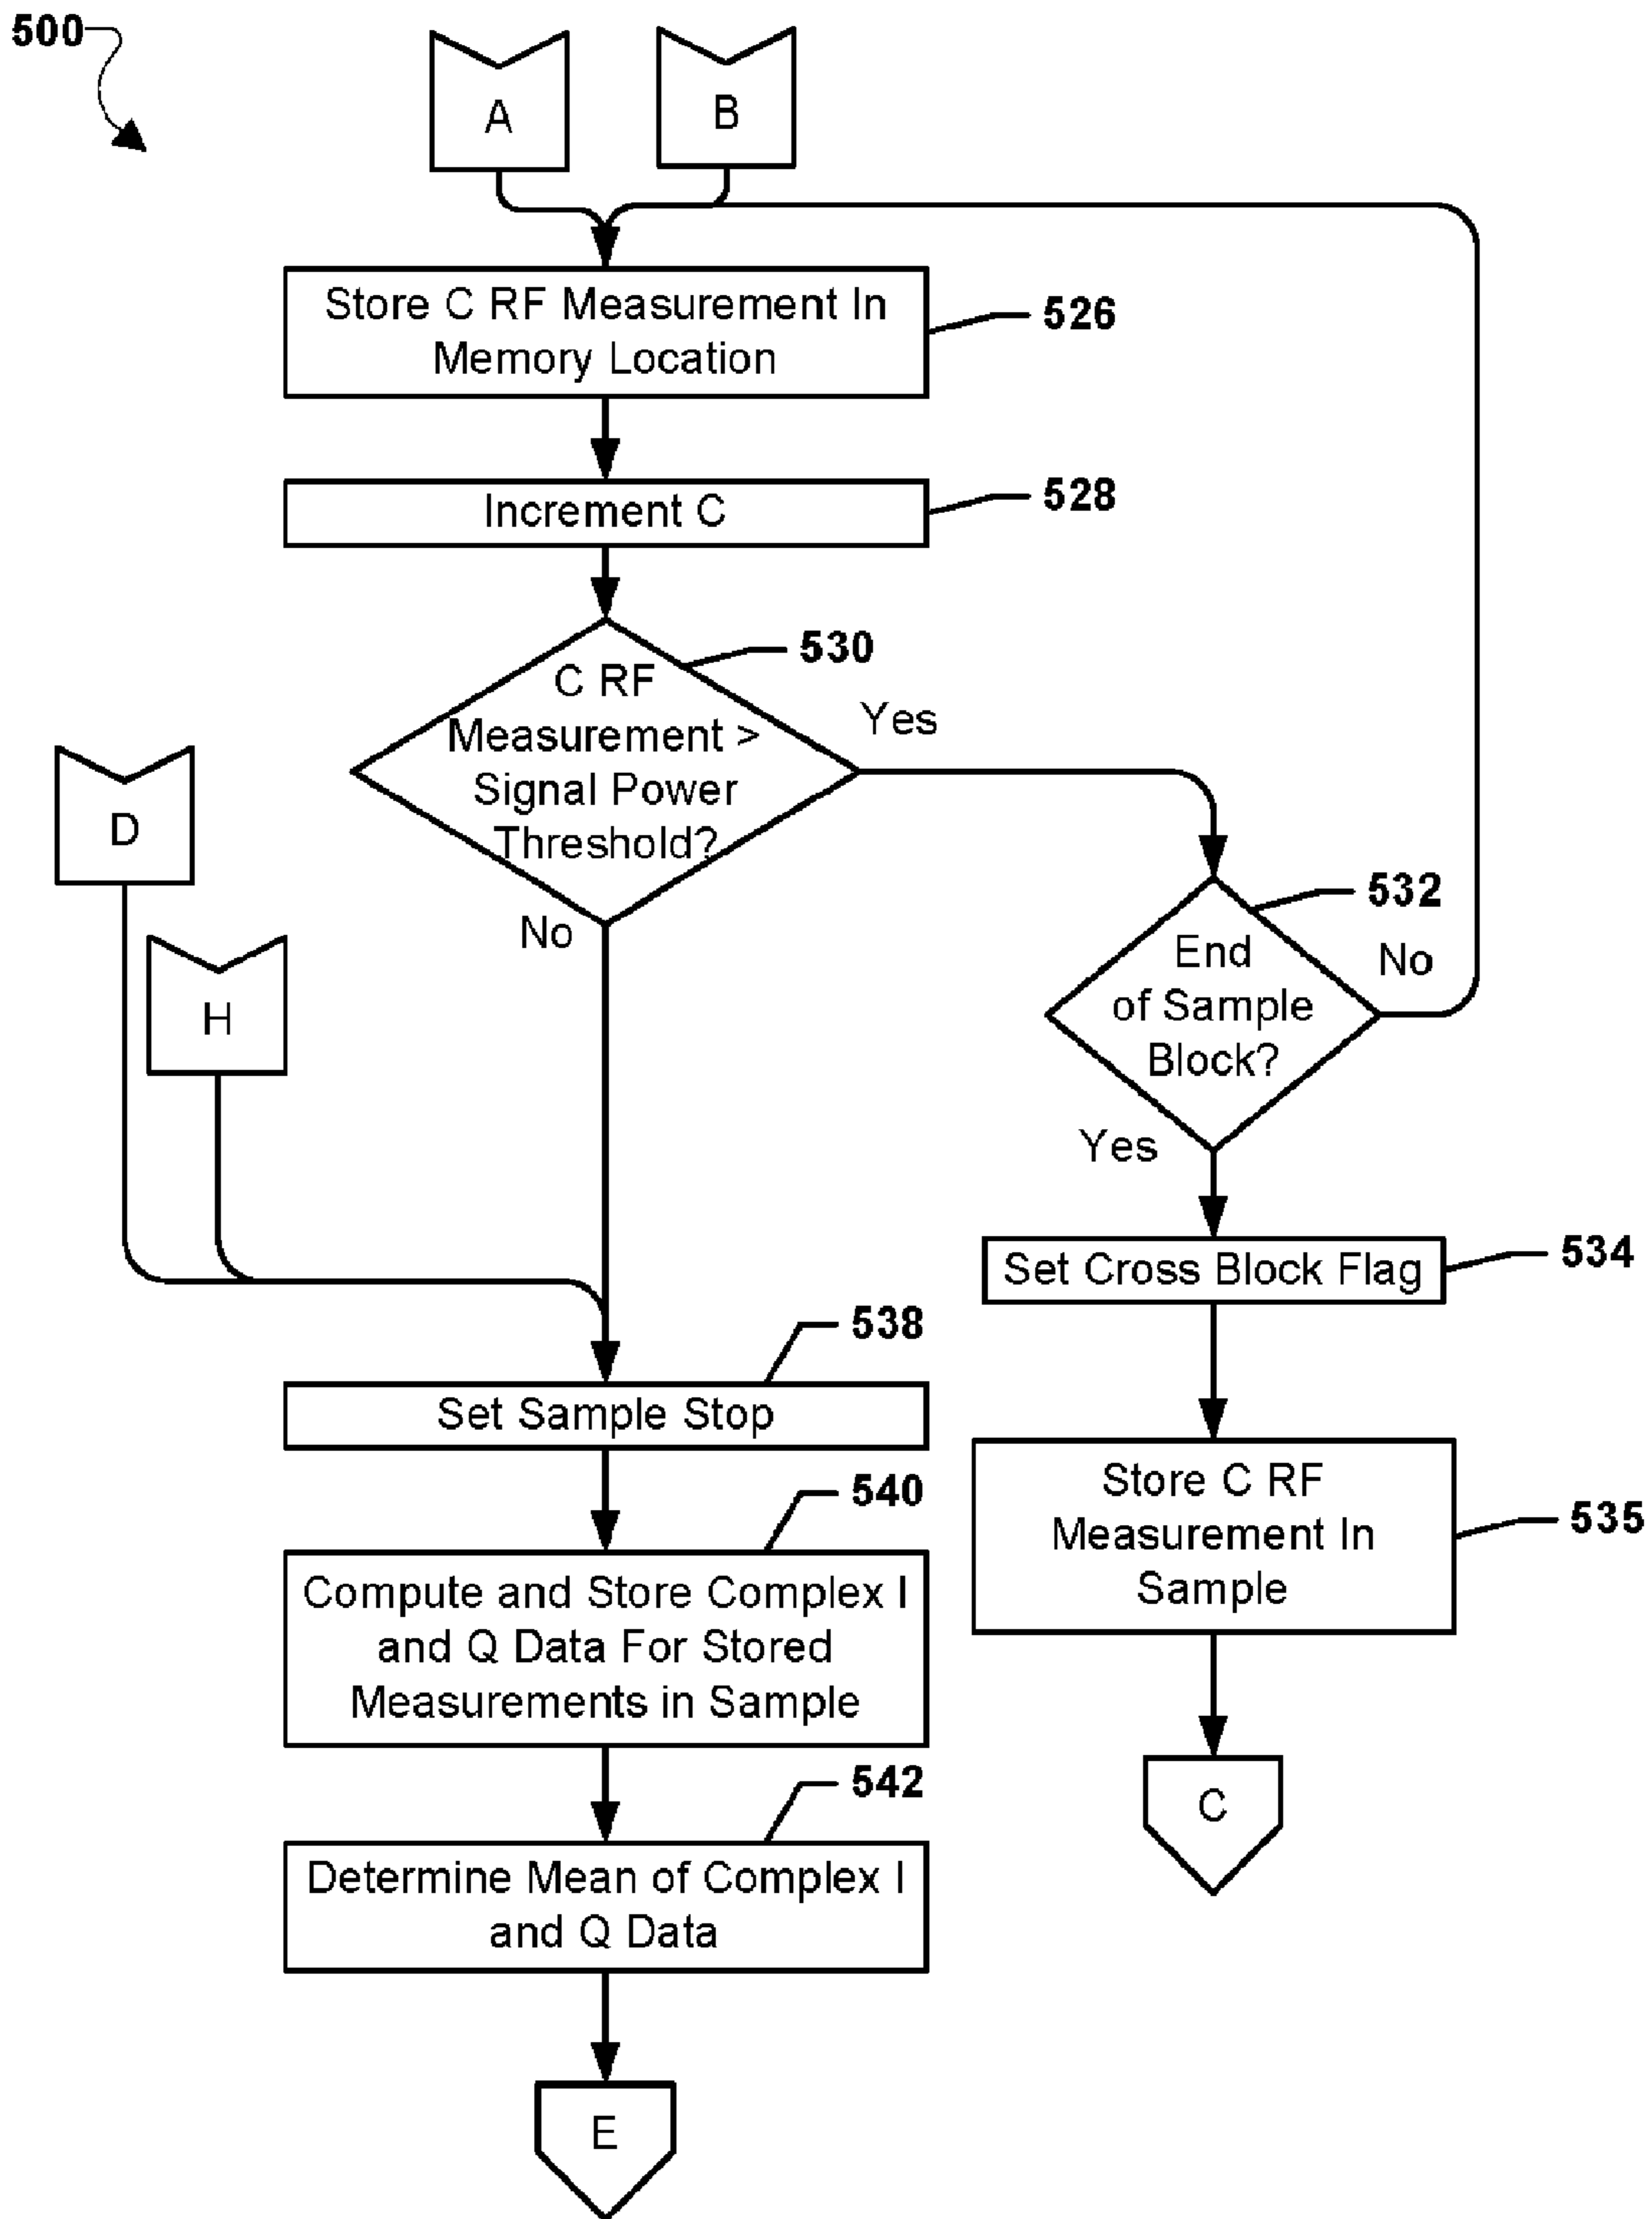 500
A
B
Store C RF Measurement In
Memory Location
526
Increment C
528
530
C RF
Measurement >
Signal Power
Threshold?
Yes
No
D
H
532
End
of Sample
Block?
No
Yes
Set Cross Block Flag
534
538
Set Sample Stop
Store C RF
Measurement In
Sample
535
540
Compute and Store Complex I
and Q Data For Stored
Measurements in Sample
C
542
Determine Mean of Complex I
and Q Data
E